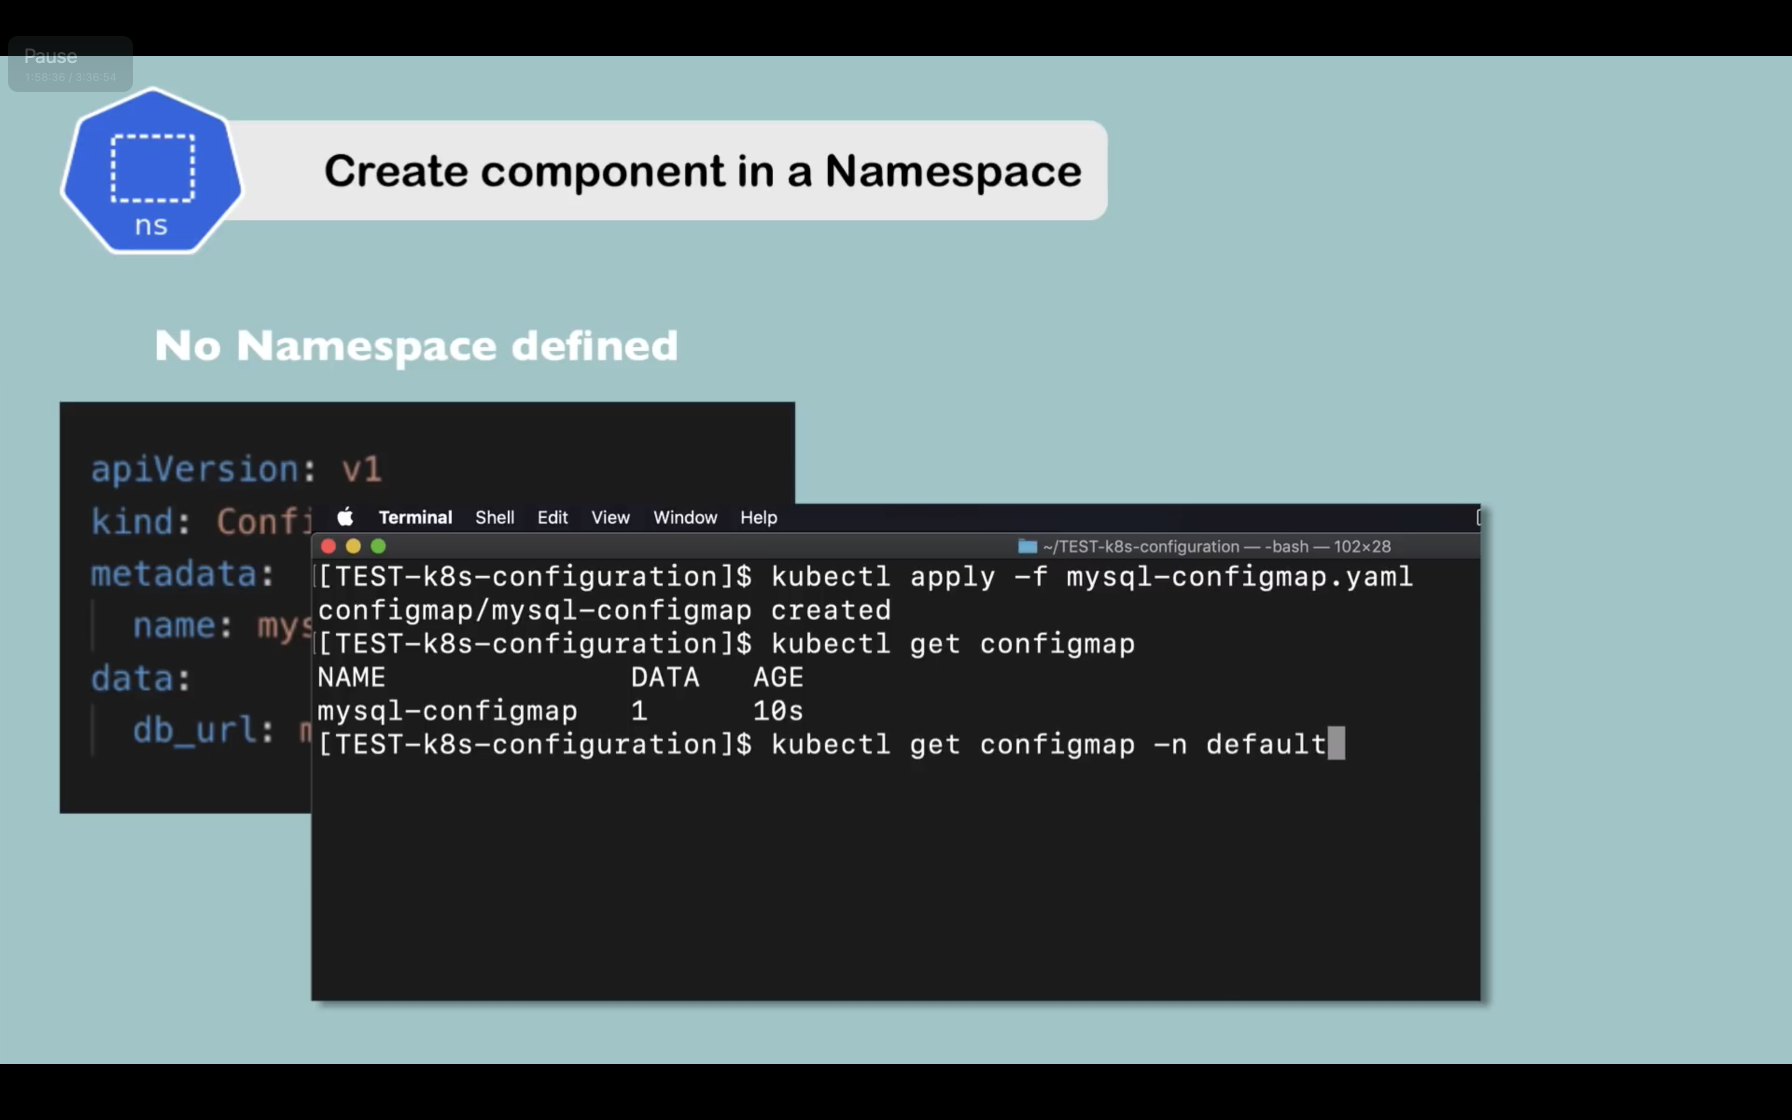 Pause
1:58:36 / 3:36:54
ns
Create component in a Namespace
No Namespace defined
apiVersion: v1
kind: Confi
metadata:
name: mys
data:
db_url: m
Terminal Shell Edit View Window Help
~/TEST-k8s-configuration — -bash — 102×28
[TEST-k8s-configuration]$ kubectl apply -f mysql-configmap.yaml
configmap/mysql-configmap created
[TEST-k8s-configuration]$ kubectl get configmap
NAME DATA AGE
mysql-configmap 1 10s
[TEST-k8s-configuration]$ kubectl get configmap -n default